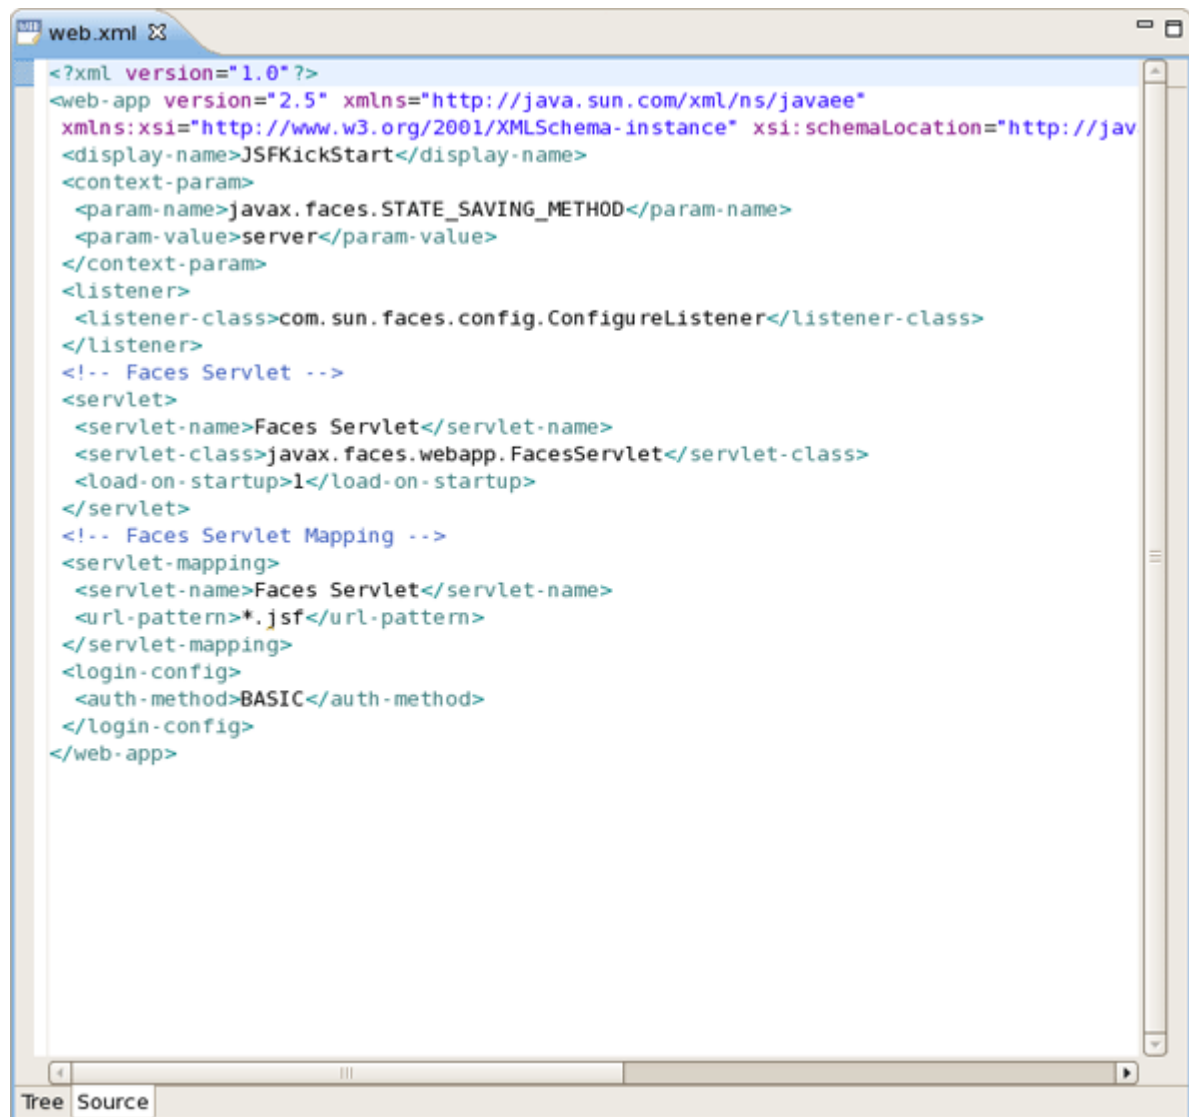 web.xml
<?xml version="1.0"?>
<web-app version="2.5" xmlns="http://java.sun.com/xml/ns/javaee"
 xmlns:xsi="http://www.w3.org/2001/XMLSchema-instance" xsi:schemaLocation="http://jav
 <display-name>JSFKickStart</display-name>
 <context-param>
  <param-name>javax.faces.STATE_SAVING_METHOD</param-name>
  <param-value>server</param-value>
 </context-param>
 <listener>
  <listener-class>com.sun.faces.config.ConfigureListener</listener-class>
 </listener>
 <!-- Faces Servlet -->
 <servlet>
  <servlet-name>Faces Servlet</servlet-name>
  <servlet-class>javax.faces.webapp.FacesServlet</servlet-class>
  <load-on-startup>1</load-on-startup>
 </servlet>
 <!-- Faces Servlet Mapping -->
 <servlet-mapping>
  <servlet-name>Faces Servlet</servlet-name>
  <url-pattern>*.jsf</url-pattern>
 </servlet-mapping>
 <login-config>
  <auth-method>BASIC</auth-method>
 </login-config>
</web-app>
Tree Source